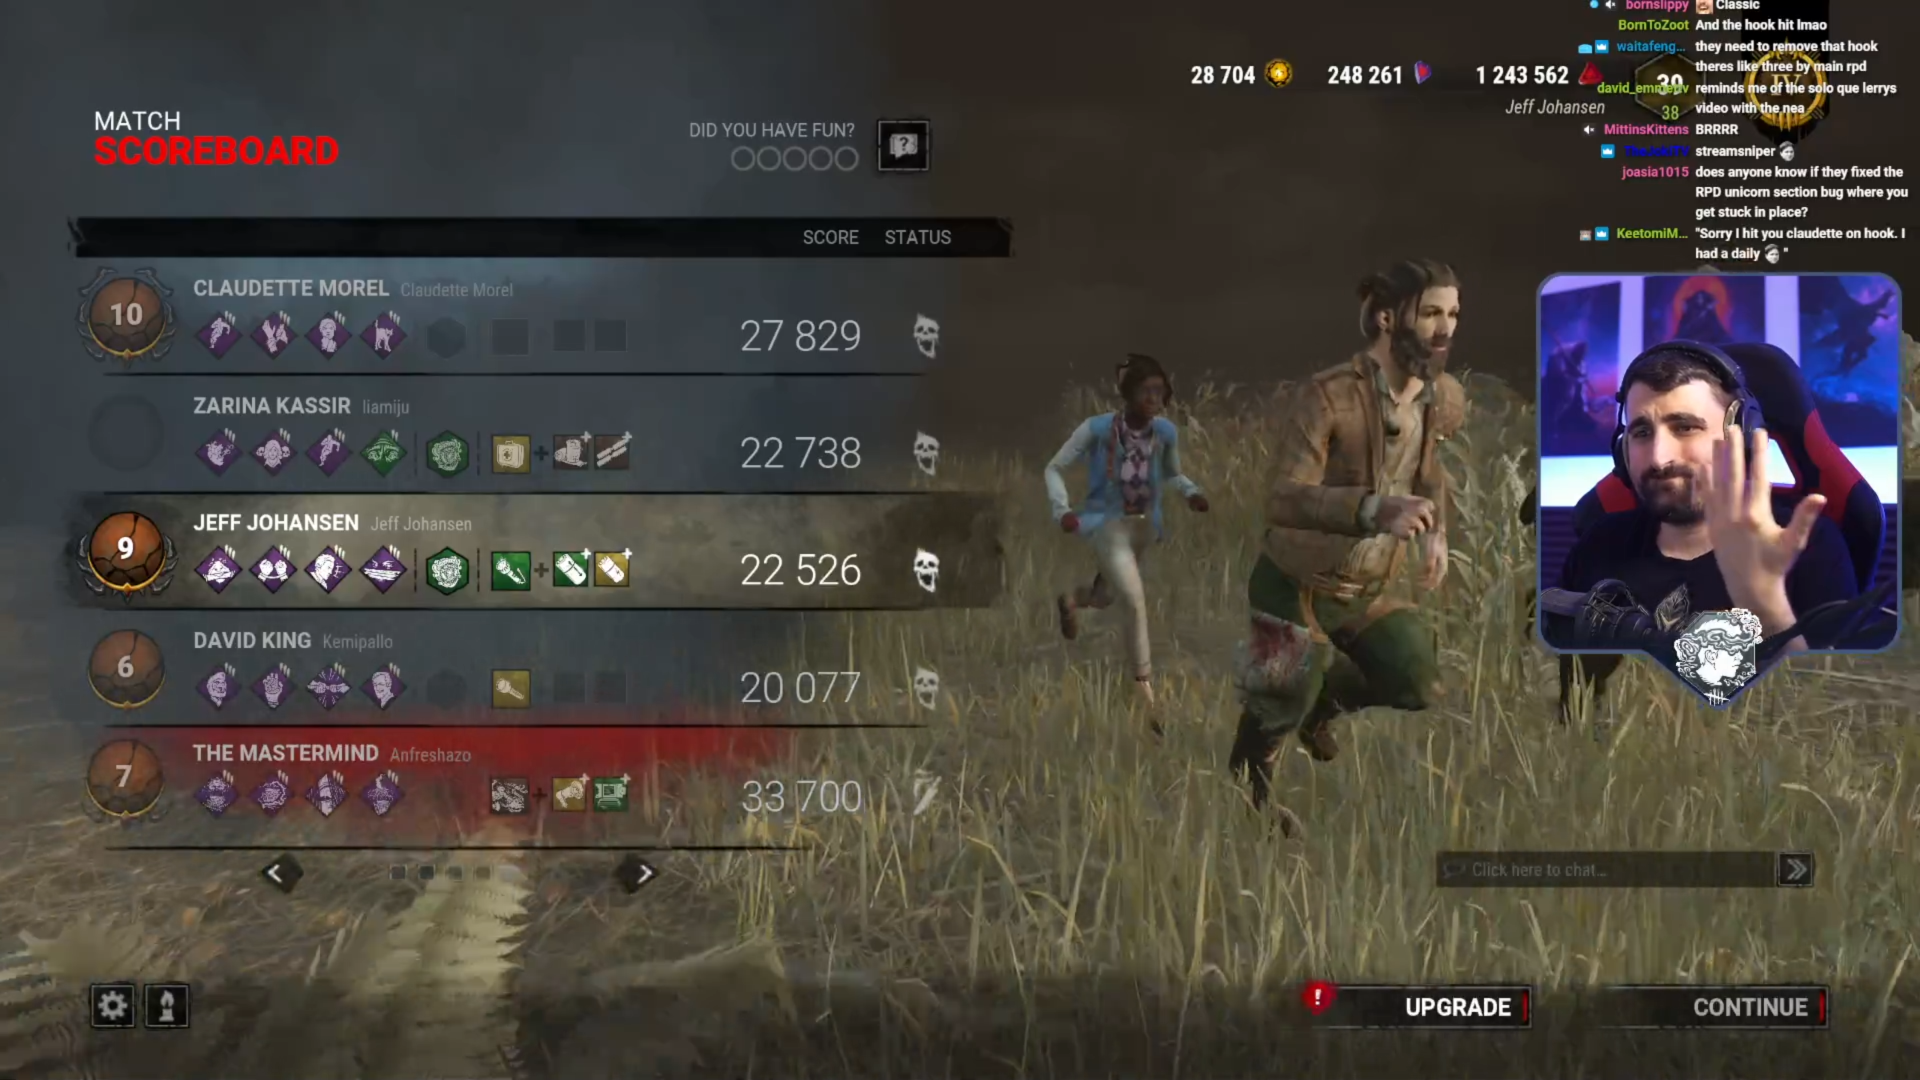 bornslippy Classic
BornToZoot And the hook hit lmao
waitafeng... they need to remove that hook
theres like three by main rpd
reminds me of the solo que lerrys
video with the nea
MittinsKittens BRRRR
streamsniper
joasia1015 does anyone know if they fixed the
RPD unicorn section bug where you
get stuck in place?
KeetomiM... "Sorry I hit you claudette on hook. I
had a daily "
28 704 248 261 1 243 562 39
Jeff Johansen 38
IV
MATCH
SCOREBOARD
DID YOU HAVE FUN?
?
SCORE STATUS
10 CLAUDETTE MOREL Claudette Morel
27 829
ZARINA KASSIR liamiju
22 738
9 JEFF JOHANSEN Jeff Johansen
22 526
6 DAVID KING Kemipallo
20 077
7 THE MASTERMIND Anfreshazo
33 700
Click here to chat...
! UPGRADE
CONTINUE